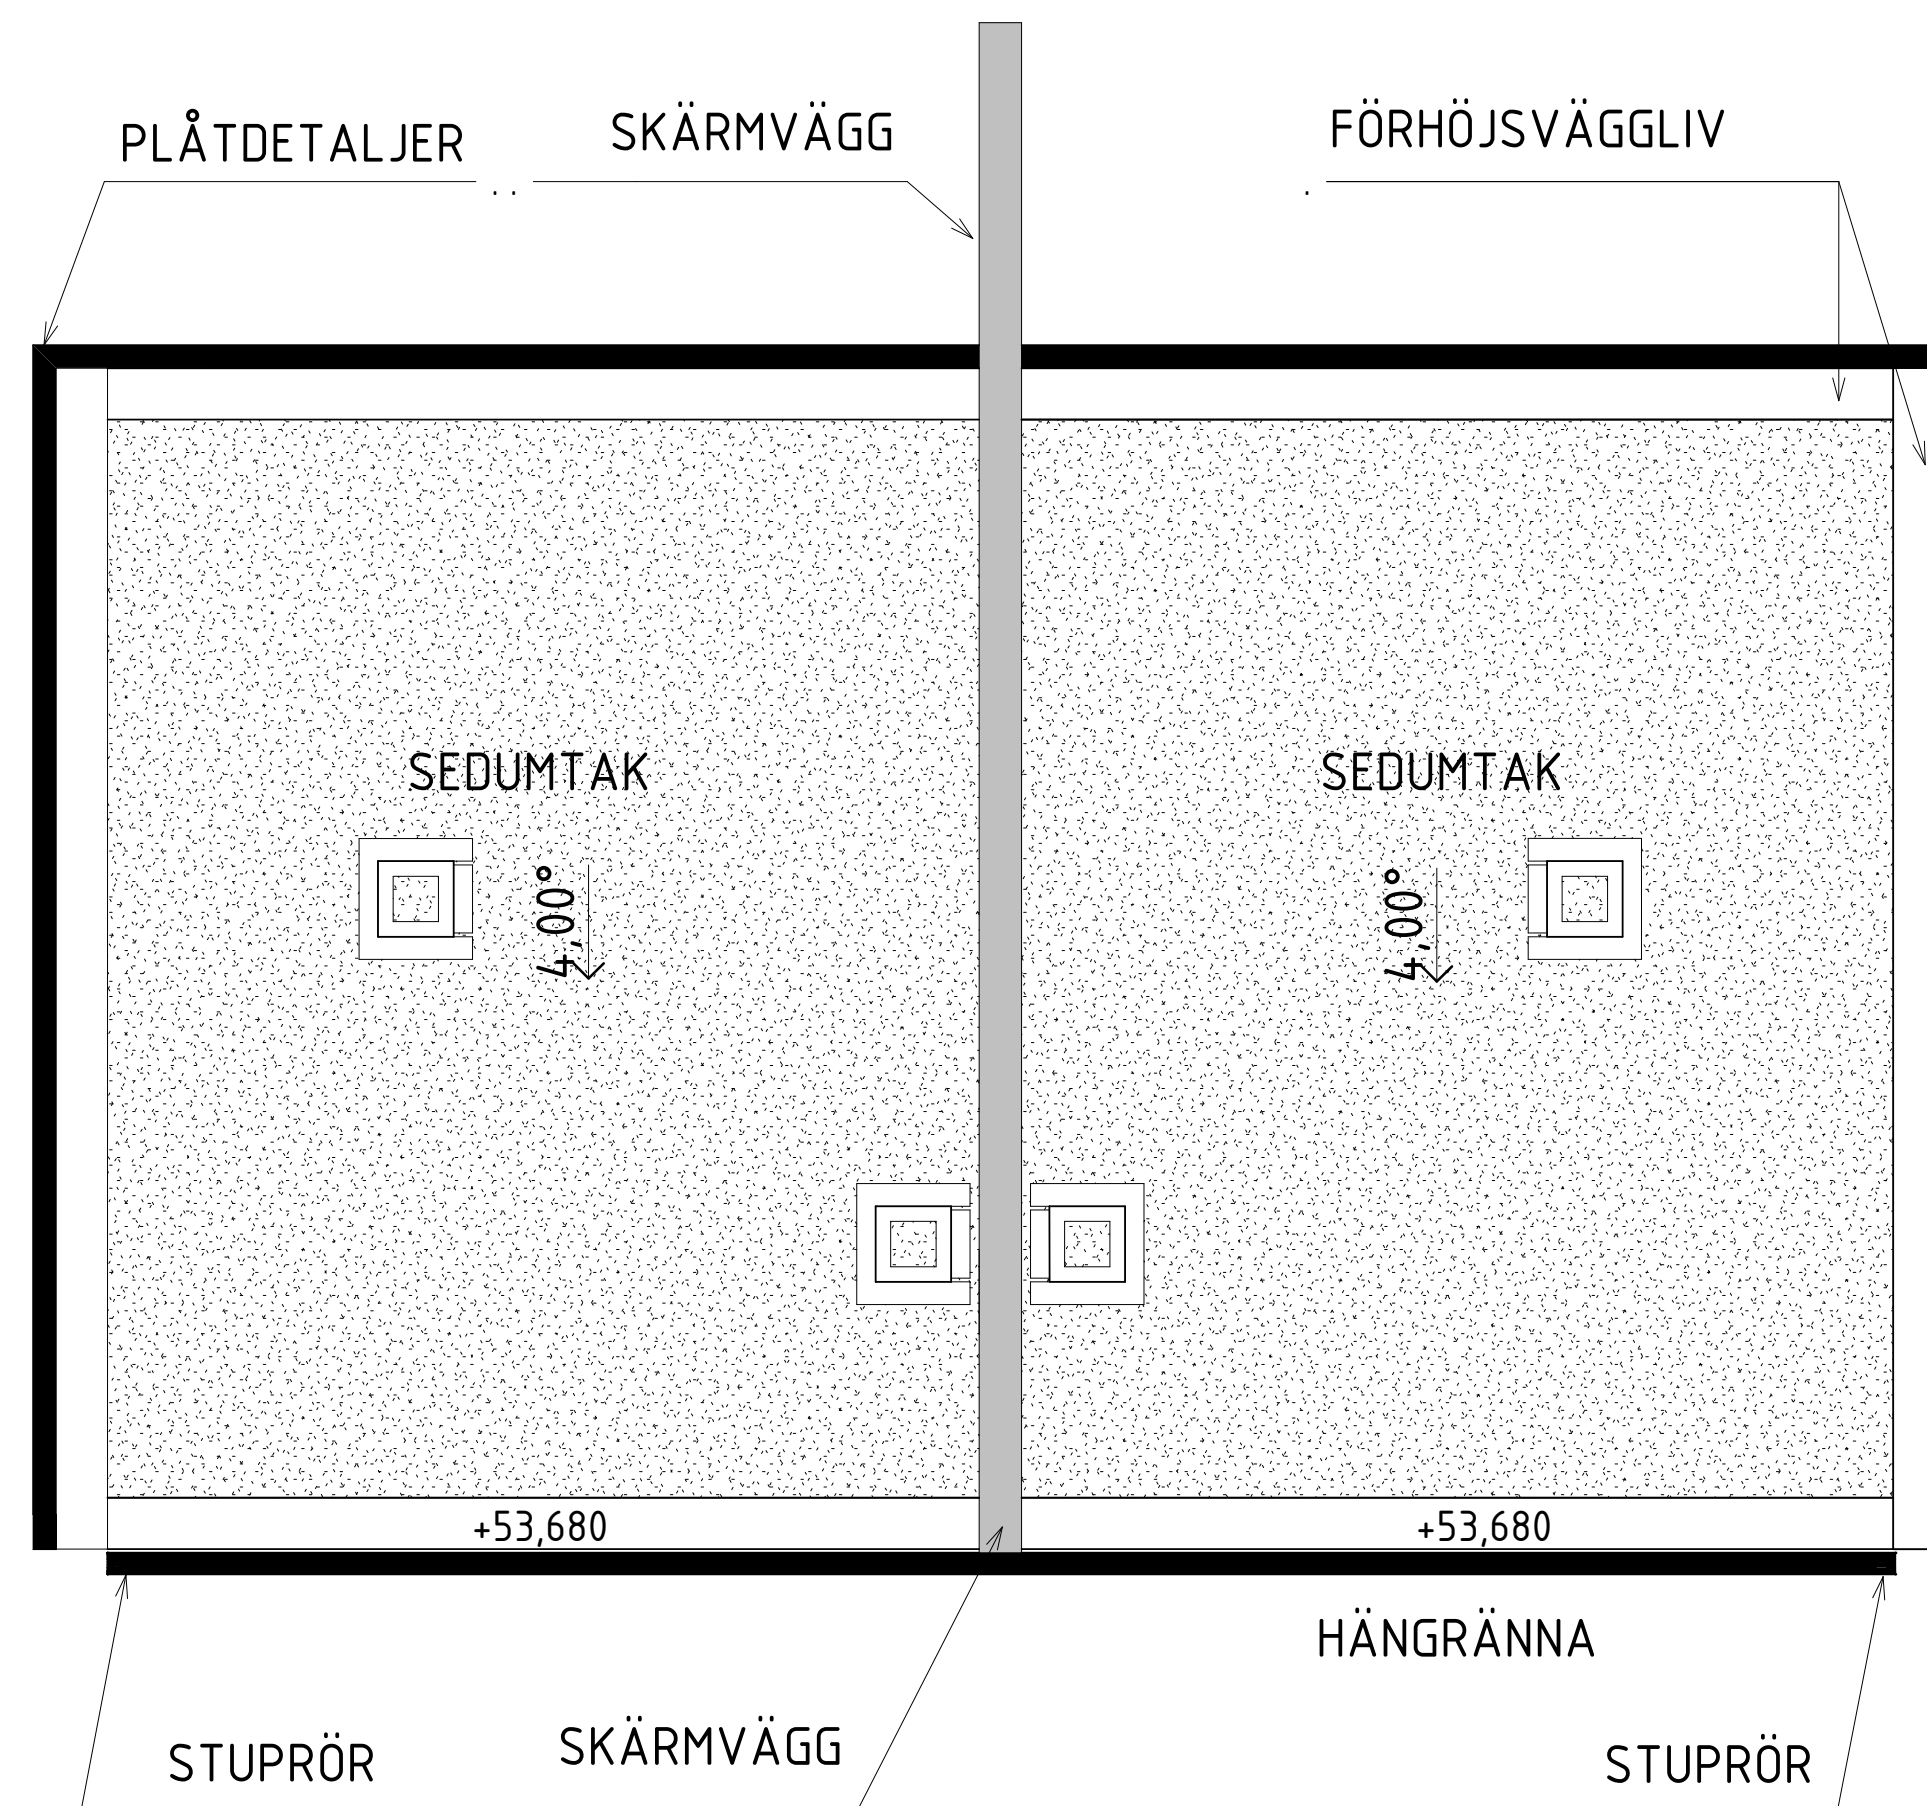 PLÅTDETALJER
SKÄRMVÄGG
FÖRHÖJSVÄGGLIV
SEDUMTAK
SEDUMTAK
4,00°
4,00°
+53,680
+53,680
HÄNGRÄNNA
STUPRÖR
SKÄRMVÄGG
STUPRÖR